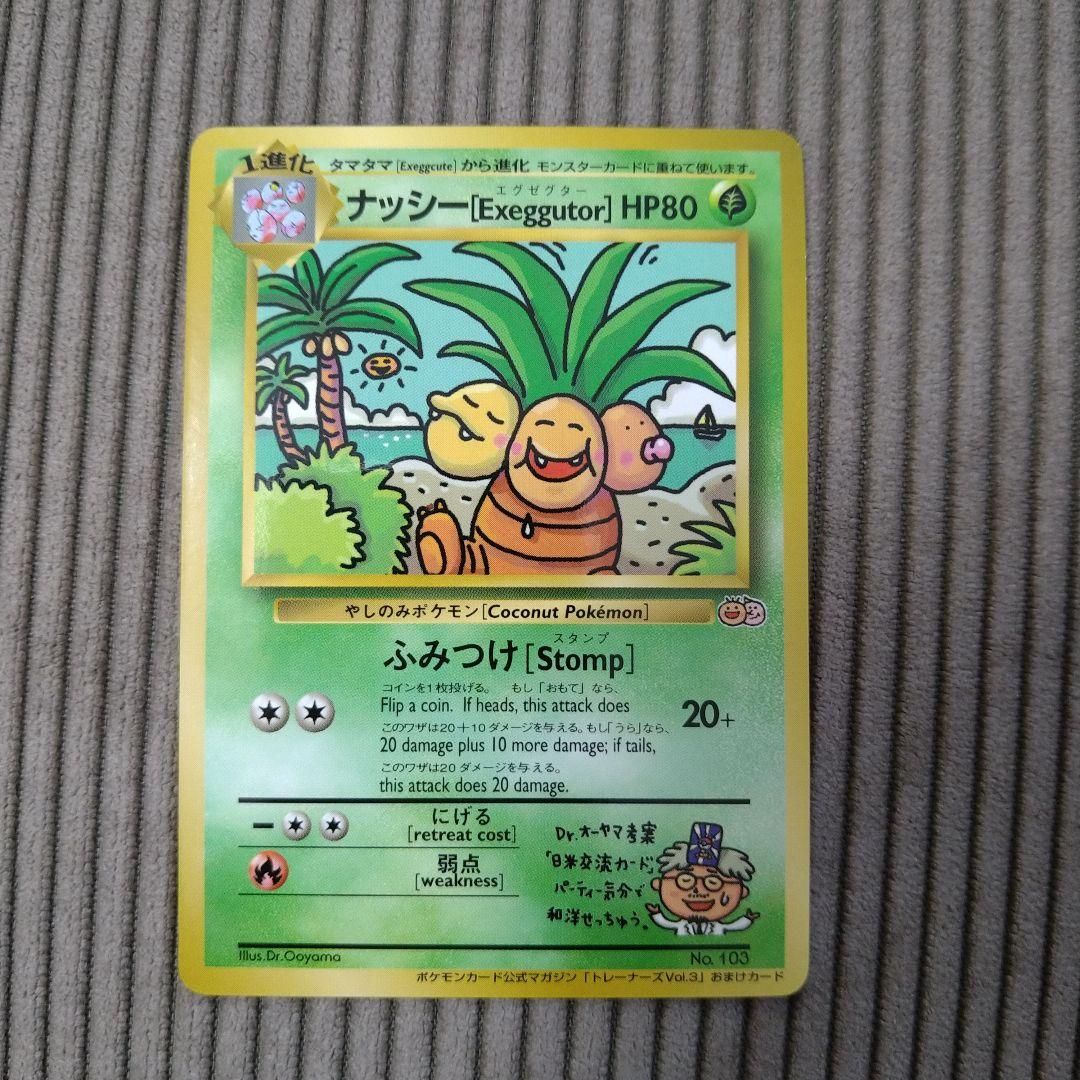 1進化 タマタマ[Exeggcute]から進化 モンスターカードに重ねて使います。
エグゼグター
ナッシー[Exeggutor] HP80
やしのみポケモン[Coconut Pokémon]
スタンプ
ふみつけ[Stomp]
コインを1枚投げる。 もし「おもて」なら、
Flip a coin. If heads, this attack does
このワザは20+10ダメージを与える。もし「うら」なら、
20 damage plus 10 more damage; if tails,
このワザは20ダメージを与える。
this attack does 20 damage.
20+
にげる
[retreat cost]
弱点
[weakness]
Dr.オーヤマ考案
「日米交流カード」
パーティー気分で
和洋せっちゅう。
Illus.Dr.Ooyama
No. 103
ポケモンカード公式マガジン「トレーナーズVol.3」おまけカード